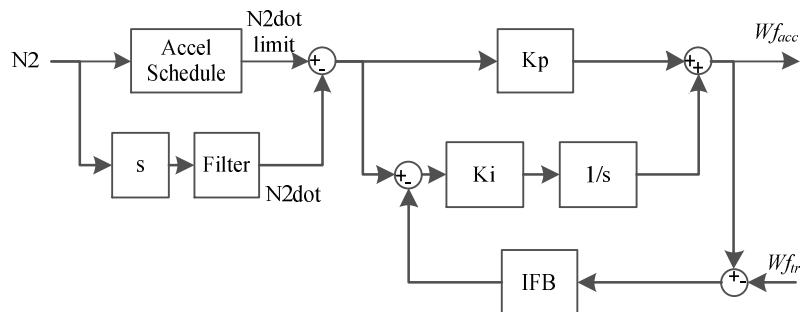 N2dot
limit
Wf_acc
N2
Accel
Schedule
+
-
Kp
+
+
s
Filter
N2dot
+
-
Ki
1/s
IFB
+
-
Wf_tr